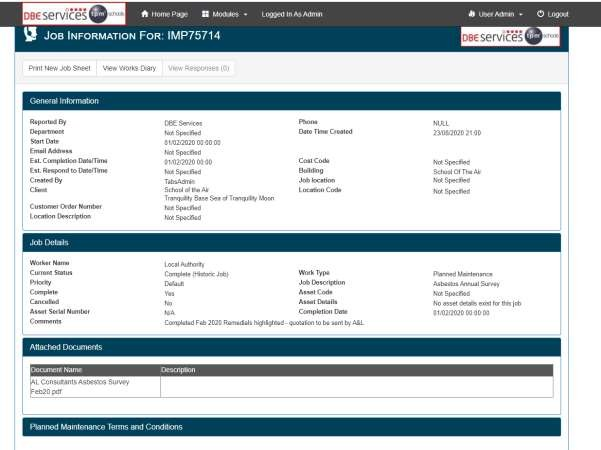 DBE services tpm schools Home Page Modules Logged In As Admin User Admin Logout
JOB INFORMATION FOR: IMP75714 DBE services tpm schools
Print New Job Sheet View Works Diary View Responses (0)
General Information
Reported By DBE Services Phone NULL
Department Not Specified Date Time Created 23/08/2020 21:00
Start Date 01/02/2020 00:00:00
Email Address Not Specified
Est. Completion Date/Time 01/02/2020 00:00 Cost Code Not Specified
Est. Respond to Date/Time Not Specified Building School Of The Air
Created By TabsAdmin Job location Not Specified
Client School of the Air Location Code Not Specified
Tranquility Base Sea of Tranquility Moon
Customer Order Number Not Specified
Location Description Not Specified
Job Details
Worker Name Local Authority
Current Status Complete (Historic Job) Work Type Planned Maintenance
Priority Default Job Description Asbestos Annual Survey
Complete Yes Asset Code Not Specified
Cancelled No Asset Details No asset details exist for this job
Asset Serial Number N/A Completion Date 01/02/2020 00:00:00
Comments Completed Feb 2020 Remedials highlighted - quotation to be sent by A&L
Attached Documents
Document Name Description
AL Consultants Asbestos Survey
Feb20.pdf
Planned Maintenance Terms and Conditions